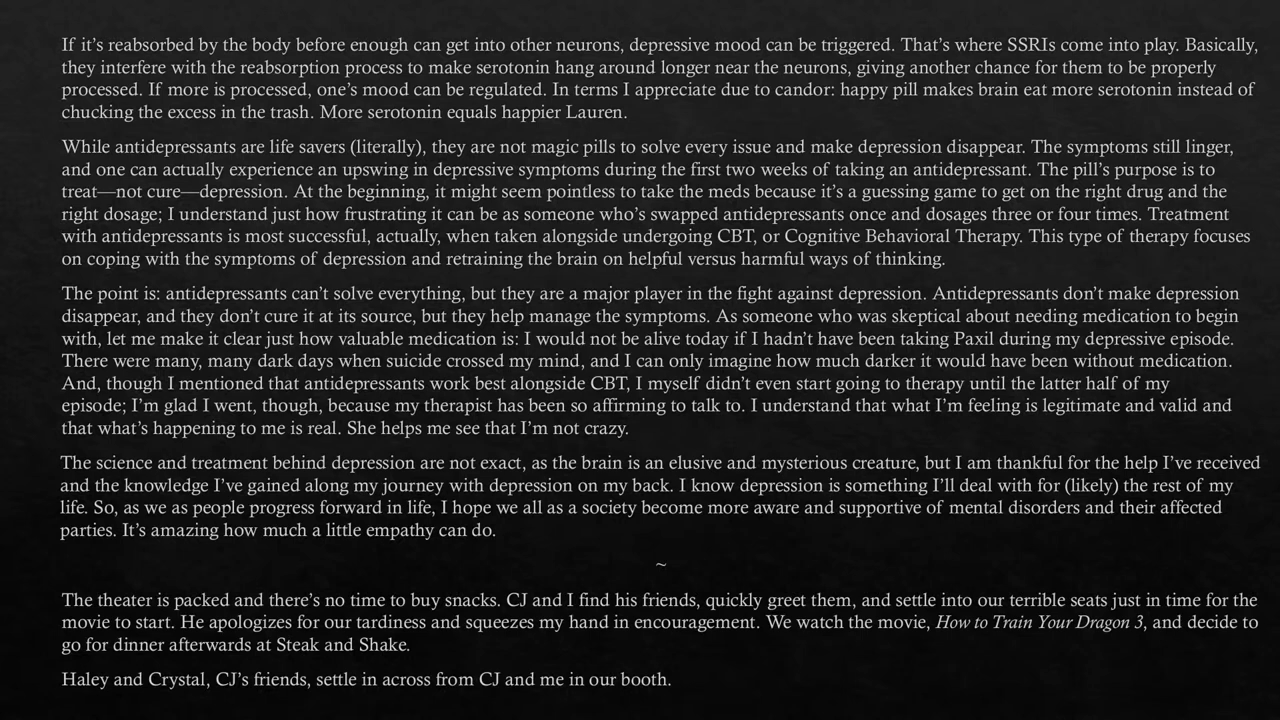 If it’s reabsorbed by the body before enough can get into other neurons, depressive mood can be triggered. That’s where SSRIs come into play. Basically,
they interfere with the reabsorption process to make serotonin hang around longer near the neurons, giving another chance for them to be properly
processed. If more is processed, one’s mood can be regulated. In terms I appreciate due to candor: happy pill makes brain eat more serotonin instead of
chucking the excess in the trash. More serotonin equals happier Lauren.
While antidepressants are life savers (literally), they are not magic pills to solve every issue and make depression disappear. The symptoms still linger,
and one can actually experience an upswing in depressive symptoms during the first two weeks of taking an antidepressant. The pill’s purpose is to
treat—not cure—depression. At the beginning, it might seem pointless to take the meds because it’s a guessing game to get on the right drug and the
right dosage; I understand just how frustrating it can be as someone who’s swapped antidepressants once and dosages three or four times. Treatment
with antidepressants is most successful, actually, when taken alongside undergoing CBT, or Cognitive Behavioral Therapy. This type of therapy focuses
on coping with the symptoms of depression and retraining the brain on helpful versus harmful ways of thinking.
The point is: antidepressants can’t solve everything, but they are a major player in the fight against depression. Antidepressants don’t make depression
disappear, and they don’t cure it at its source, but they help manage the symptoms. As someone who was skeptical about needing medication to begin
with, let me make it clear just how valuable medication is: I would not be alive today if I hadn’t have been taking Paxil during my depressive episode.
There were many, many dark days when suicide crossed my mind, and I can only imagine how much darker it would have been without medication.
And, though I mentioned that antidepressants work best alongside CBT, I myself didn’t even start going to therapy until the latter half of my
episode; I’m glad I went, though, because my therapist has been so affirming to talk to. I understand that what I’m feeling is legitimate and valid and
that what’s happening to me is real. She helps me see that I’m not crazy.
The science and treatment behind depression are not exact, as the brain is an elusive and mysterious creature, but I am thankful for the help I’ve received
and the knowledge I’ve gained along my journey with depression on my back. I know depression is something I’ll deal with for (likely) the rest of my
life. So, as we as people progress forward in life, I hope we all as a society become more aware and supportive of mental disorders and their affected
parties. It’s amazing how much a little empathy can do.
~
The theater is packed and there’s no time to buy snacks. CJ and I find his friends, quickly greet them, and settle into our terrible seats just in time for the
movie to start. He apologizes for our tardiness and squeezes my hand in encouragement. We watch the movie, How to Train Your Dragon 3, and decide to
go for dinner afterwards at Steak and Shake.
Haley and Crystal, CJ’s friends, settle in across from CJ and me in our booth.